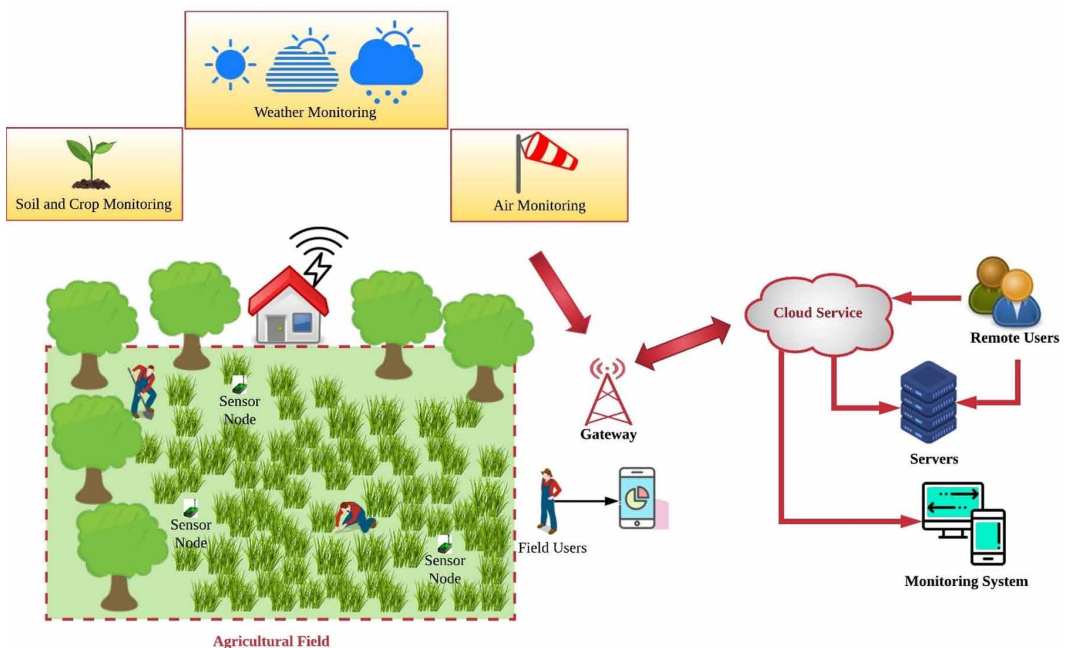 Weather Monitoring
Soil and Crop Monitoring
Air Monitoring
Cloud Service
Remote Users
Sensor
Node
Gateway
Servers
Sensor
Node
Field Users
Sensor
Node
Monitoring System
Agricultural Field